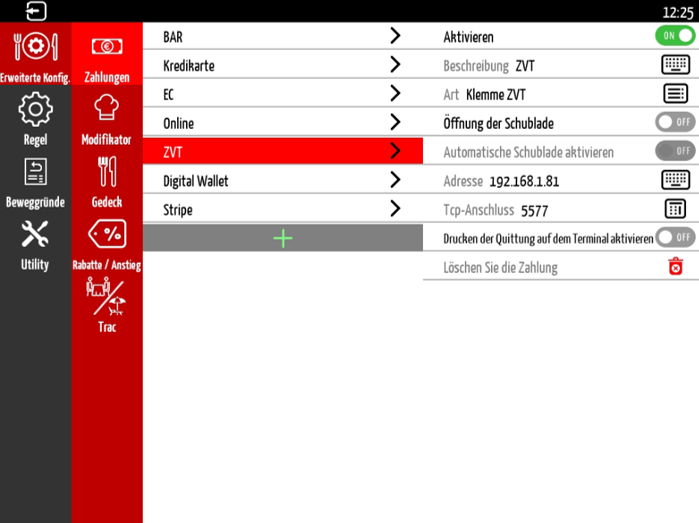 12:25
Erweiterte Konfig.
Regel
Beweggründe
Utility
Zahlungen
Modifikator
Gedeck
%
Rabatte / Anstieg
Trac
BAR
Kredikarte
EC
Online
ZVT
Digital Wallet
Stripe
+
Aktivieren ON
Beschreibung ZVT
Art Klemme ZVT
Öffnung der Schublade OFF
Automatische Schublade aktivieren OFF
Adresse 192.168.1.81
Tcp-Anschluss 5577
Drucken der Quittung auf dem Terminal aktivieren OFF
Löschen Sie die Zahlung